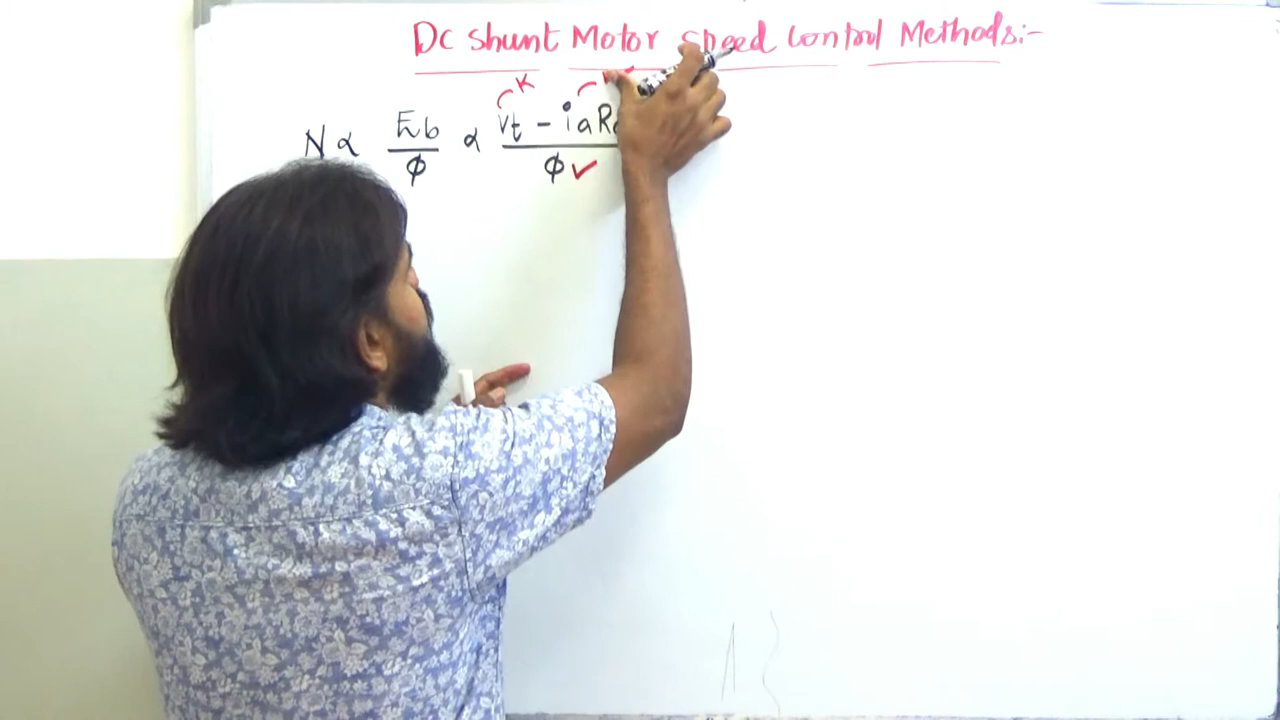 Dc Shunt Motor Speed Control Methods:-
N ∝ Eb/ϕ ∝ Vt - iaRa/ϕ ✓
K